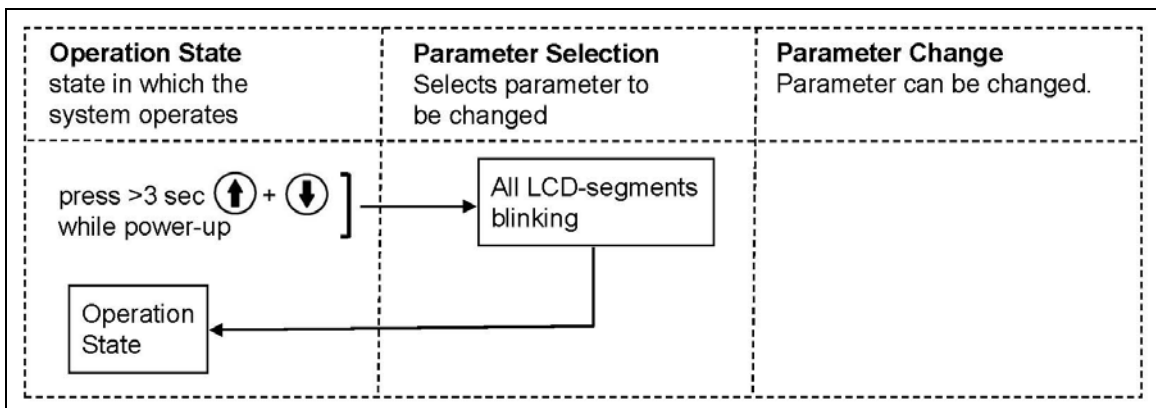 Operation State
state in which the
system operates
Parameter Selection
Selects parameter to
be changed
Parameter Change
Parameter can be changed.
press >3 sec ⬆ + ⬇
while power-up
All LCD-segments
blinking
Operation
State